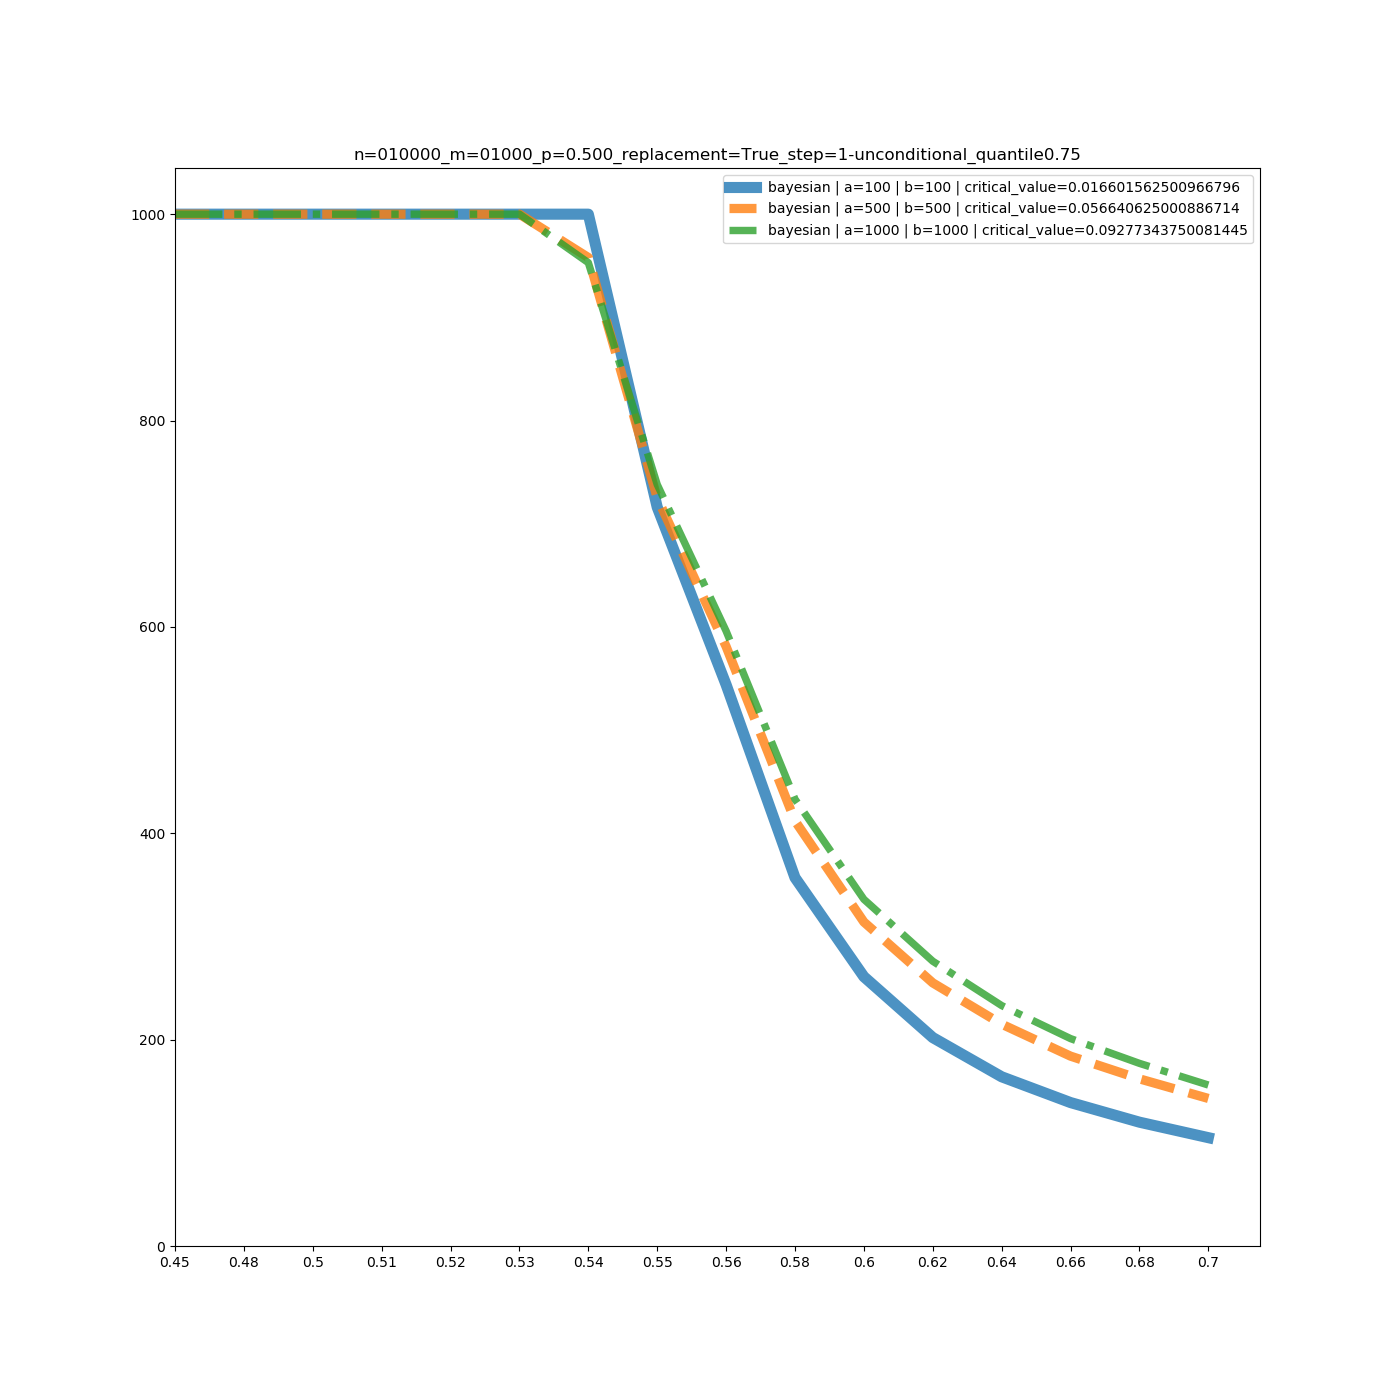 n=010000_m=01000_p=0.500_replacement=True_step=1-unconditional_quantile0.75
bayesian | a=100 | b=100 | critical_value=0.016601562500966796
bayesian | a=500 | b=500 | critical_value=0.056640625000886714
bayesian | a=1000 | b=1000 | critical_value=0.09277343750081445
1000
800
600
400
200
0
0.45 0.48 0.5 0.51 0.52 0.53 0.54 0.55 0.56 0.58 0.6 0.62 0.64 0.66 0.68 0.7